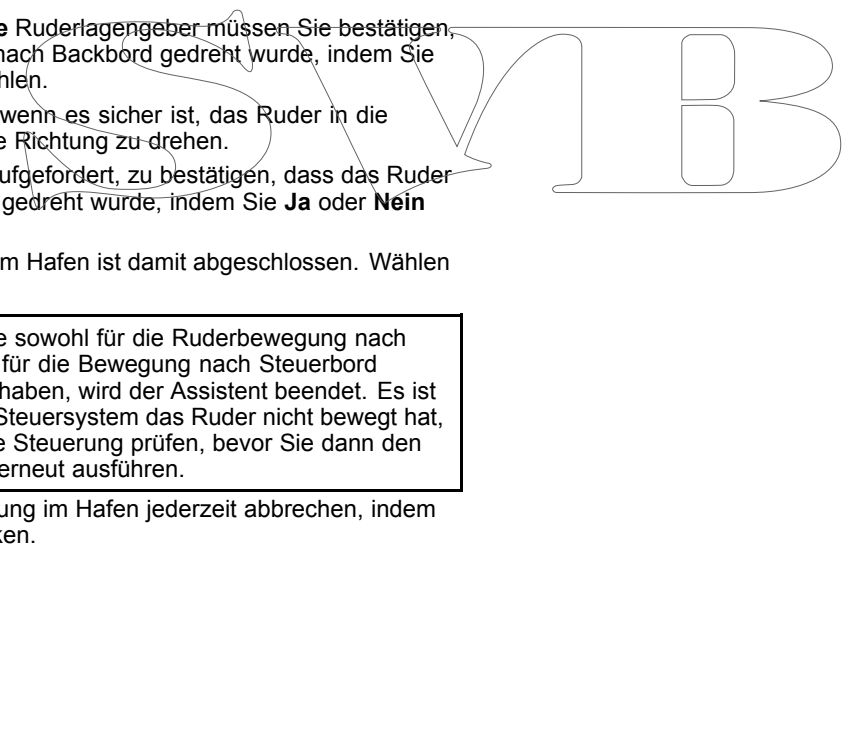 e Ruderlagengeber müssen Sie bestätigen,
nach Backbord gedreht wurde, indem Sie
hlen.
wenn es sicher ist, das Ruder in die
e Richtung zu drehen.
ufgefordert, zu bestätigen, dass das Ruder
gedreht wurde, indem Sie Ja oder Nein
m Hafen ist damit abgeschlossen. Wählen
e sowohl für die Ruderbewegung nach
für die Bewegung nach Steuerbord
haben, wird der Assistent beendet. Es ist
Steuersystem das Ruder nicht bewegt hat,
e Steuerung prüfen, bevor Sie dann den
erneut ausführen.
ung im Hafen jederzeit abbrechen, indem
ken.
SVB